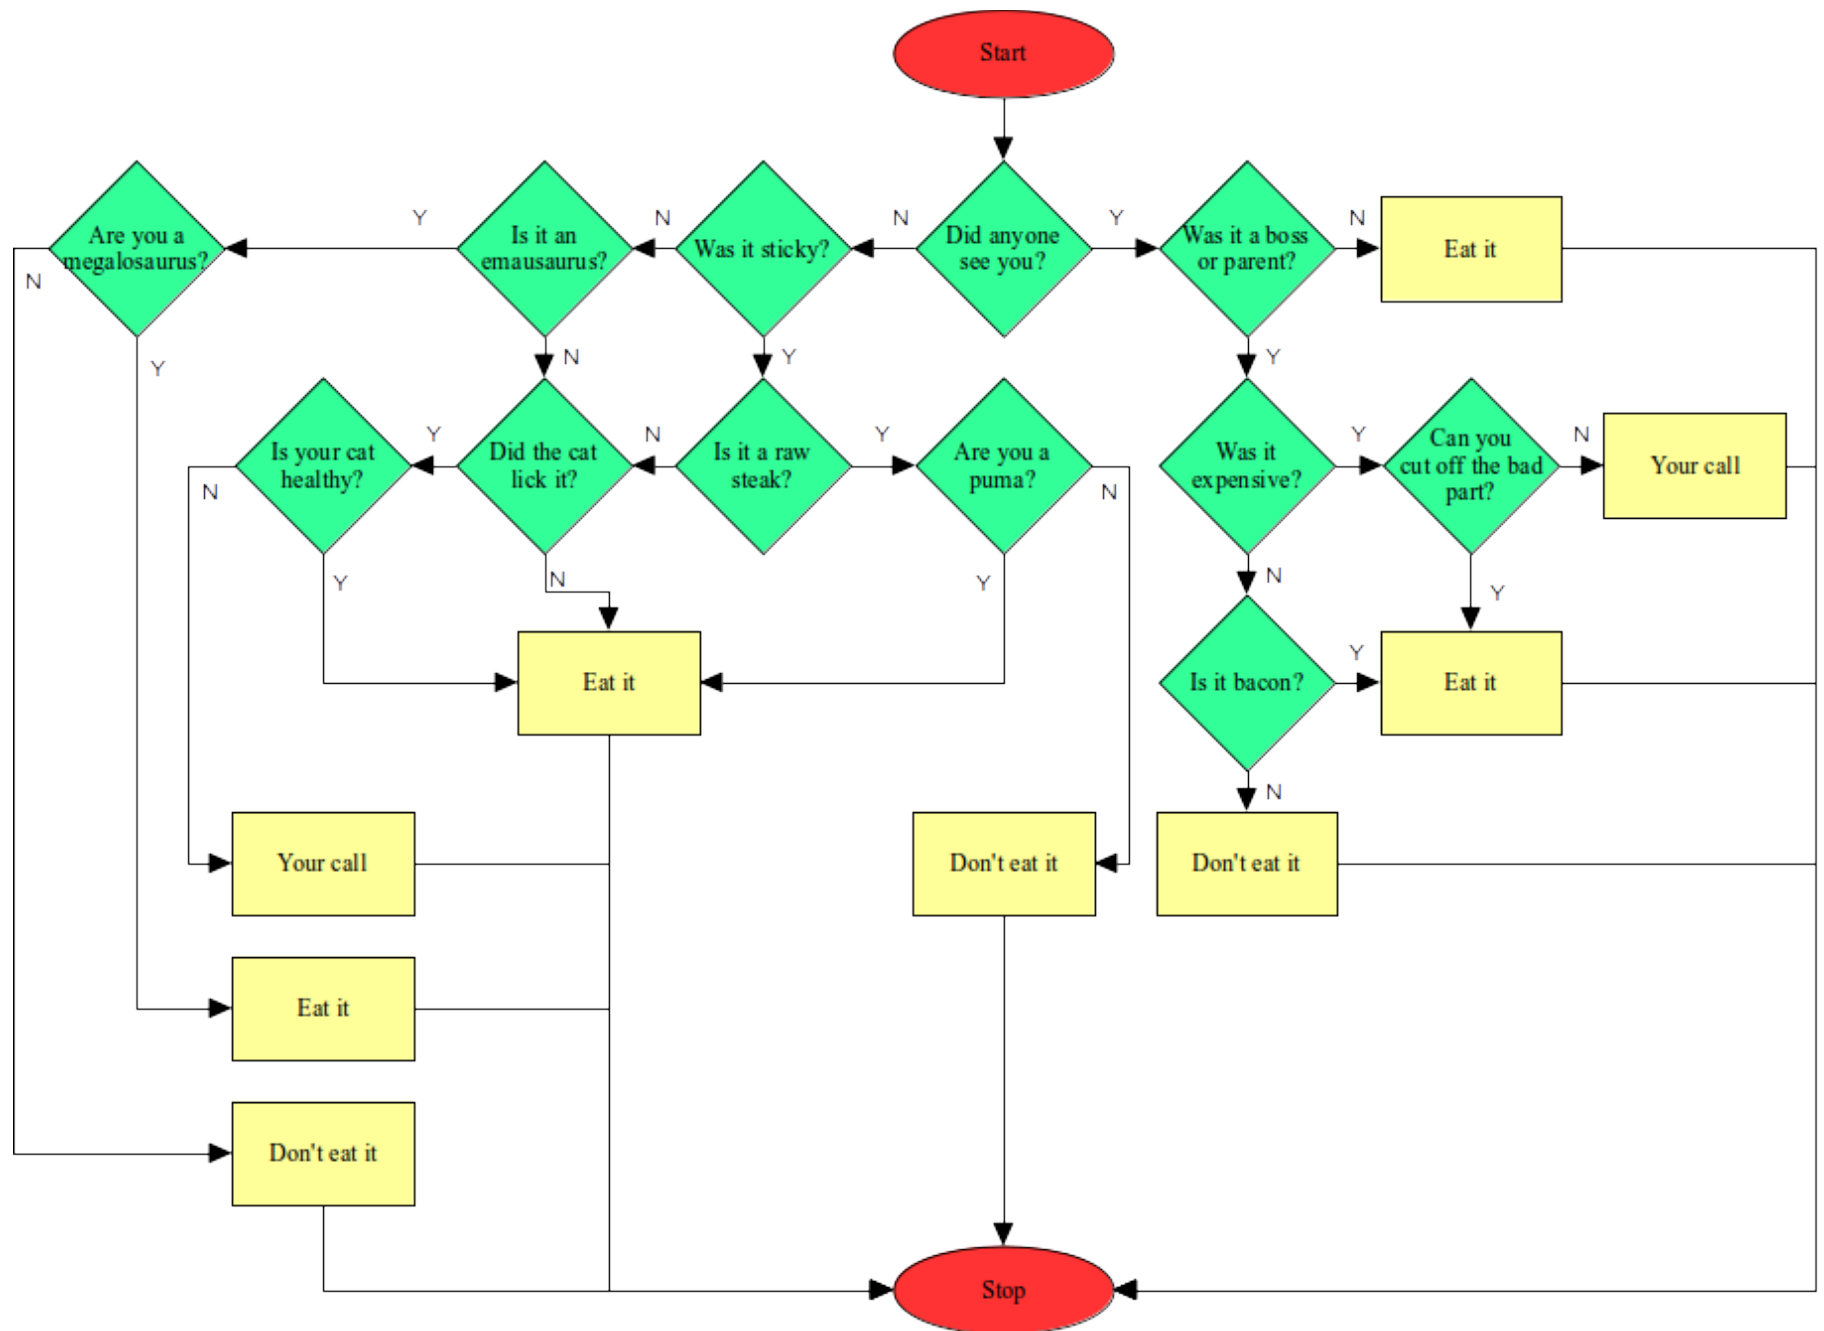 Start
Y
N
N
Y
N
Are you a
megalosaurus?
Is it an
emausaurus?
Was it sticky?
Did anyone
see you?
Was it a boss
or parent?
Eat it
N
Y
N
Y
Y
Is your cat
healthy?
Y
Did the cat
lick it?
N
Is it a raw
steak?
Y
Are you a
puma?
Was it
expensive?
Y
Can you
cut off the bad
part?
N
Your call
N
N
Y
N
Y
N
Y
Eat it
Is it bacon?
Y
Eat it
N
Your call
Don't eat it
Don't eat it
Eat it
Don't eat it
Stop